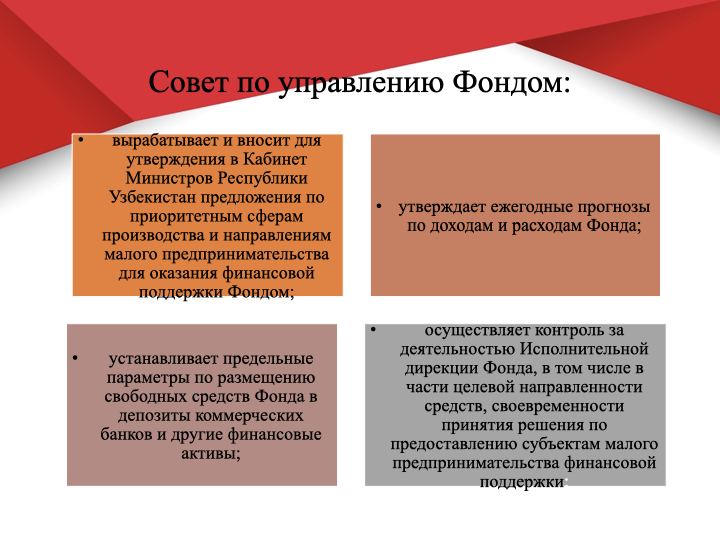 Совет по управлению Фондом:
• вырабатывает и вносит для
утверждения в Кабинет
Министров Республики
Узбекистан предложения по
приоритетным сферам
производства и направлениям
малого предпринимательства
для оказания финансовой
поддержки Фондом;
• утверждает ежегодные прогнозы
по доходам и расходам Фонда;
• устанавливает предельные
параметры по размещению
свободных средств Фонда в
депозиты коммерческих
банков и другие финансовые
активы;
• осуществляет контроль за
деятельностью Исполнительной
дирекции Фонда, в том числе в
части целевой направленности
средств, своевременности
принятия решения по
предоставлению субъектам малого
предпринимательства финансовой
поддержки;